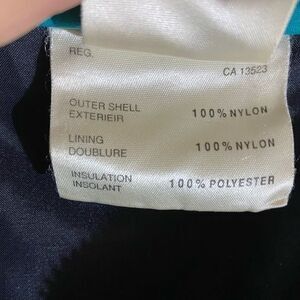 REG.
CA 13523
OUTER SHELL 100% NYLON
EXTERIEIR
LINING 100% NYLON
DOUBLURE
INSULATION 100% POLYESTER
INSOLANT